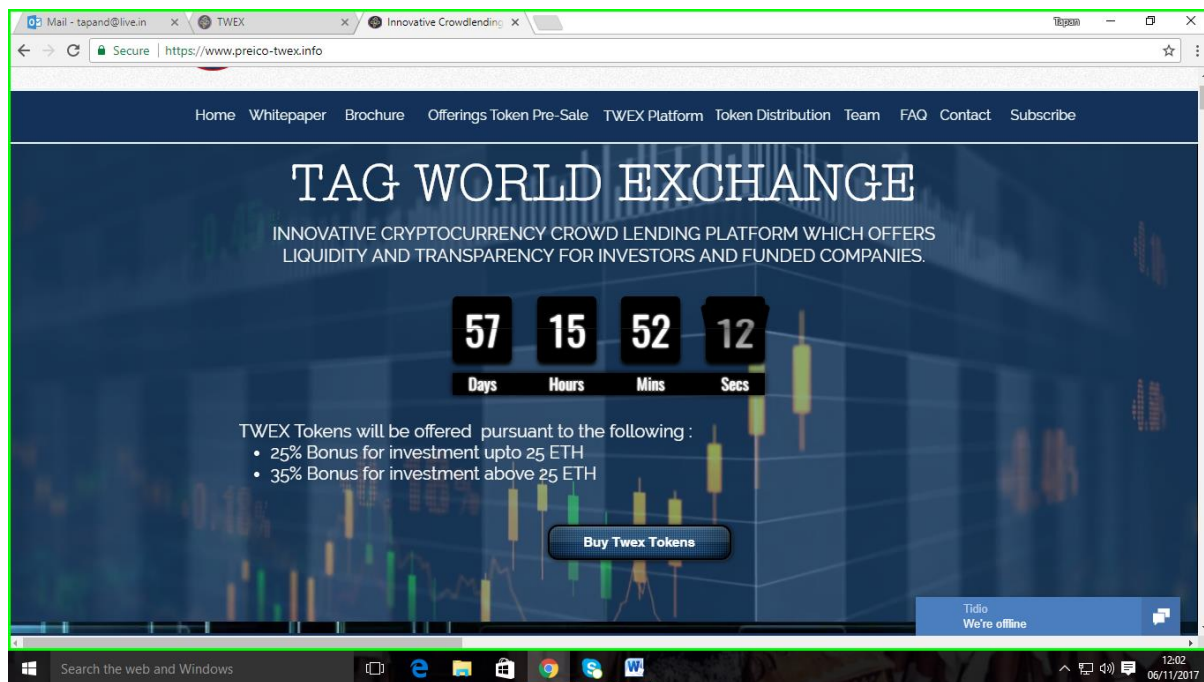 Mail - tapand@live.in
TWEX
Innovative Crowdlending
Tapan
Secure https://www.preico-twex.info
Home Whitepaper Brochure Offerings Token Pre-Sale TWEX Platform Token Distribution Team FAQ Contact Subscribe
TAG WORLD EXCHANGE
INNOVATIVE CRYPTOCURRENCY CROWD LENDING PLATFORM WHICH OFFERS
LIQUIDITY AND TRANSPARENCY FOR INVESTORS AND FUNDED COMPANIES.
57 15 52 12
Days Hours Mins Secs
TWEX Tokens will be offered pursuant to the following :
• 25% Bonus for investment upto 25 ETH
• 35% Bonus for investment above 25 ETH
Buy Twex Tokens
Tidio
We're offline
Search the web and Windows
12:02
06/11/2017